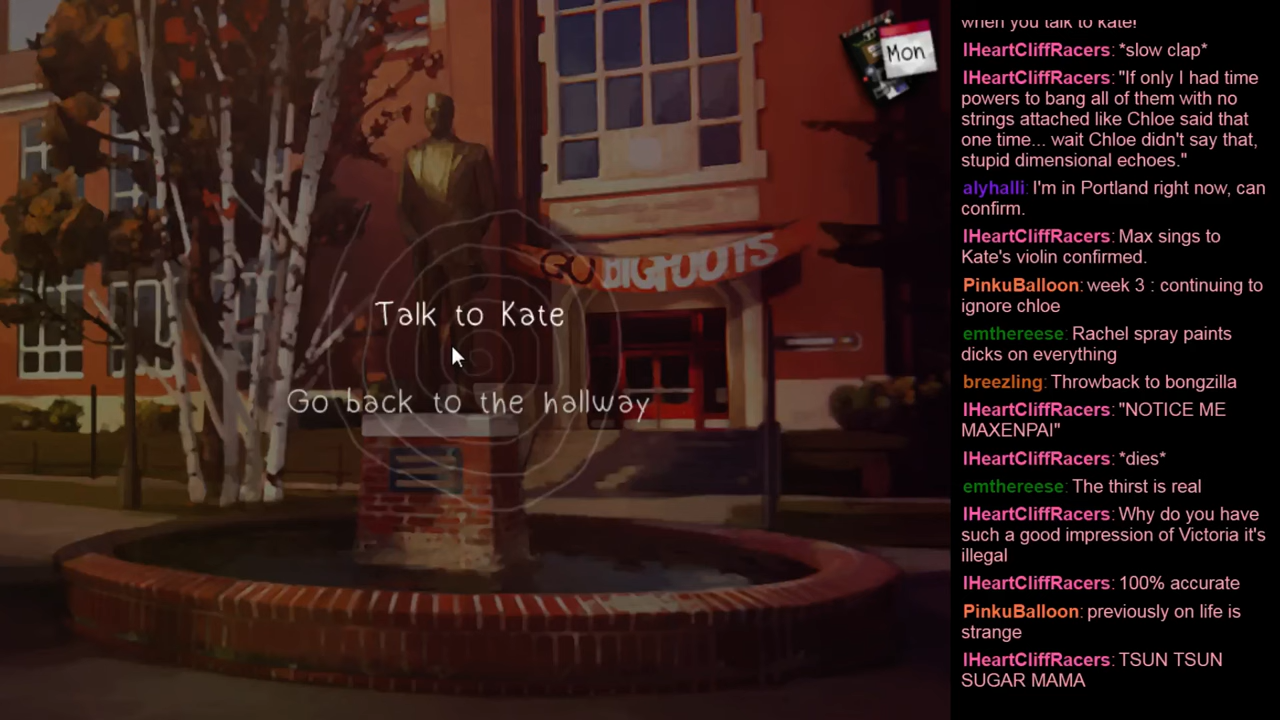 Mon
GO BIGFOOTS
Talk to Kate
Go back to the hallway
when you talk to kate!
IHeartCliffRacers: *slow clap*
IHeartCliffRacers: "If only I had time
powers to bang all of them with no
strings attached like Chloe said that
one time... wait Chloe didn't say that,
stupid dimensional echoes."
alyhalli: I'm in Portland right now, can
confirm.
IHeartCliffRacers: Max sings to
Kate's violin confirmed.
PinkuBalloon: week 3 : continuing to
ignore chloe
emthereese: Rachel spray paints
dicks on everything
breezling: Throwback to bongzilla
IHeartCliffRacers: "NOTICE ME
MAXENPAI"
IHeartCliffRacers: *dies*
emthereese: The thirst is real
IHeartCliffRacers: Why do you have
such a good impression of Victoria it's
illegal
IHeartCliffRacers: 100% accurate
PinkuBalloon: previously on life is
strange
IHeartCliffRacers: TSUN TSUN
SUGAR MAMA